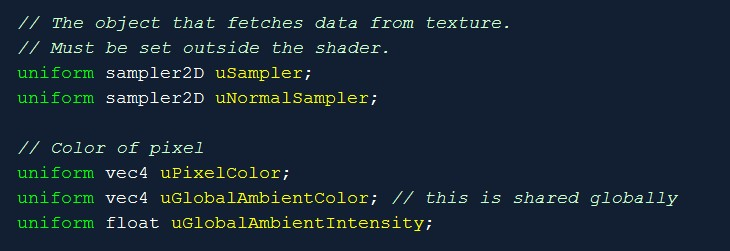 // The object that fetches data from texture.
// Must be set outside the shader.
uniform sampler2D uSampler;
uniform sampler2D uNormalSampler;
// Color of pixel
uniform vec4 uPixelColor;
uniform vec4 uGlobalAmbientColor; // this is shared globally
uniform float uGlobalAmbientIntensity;